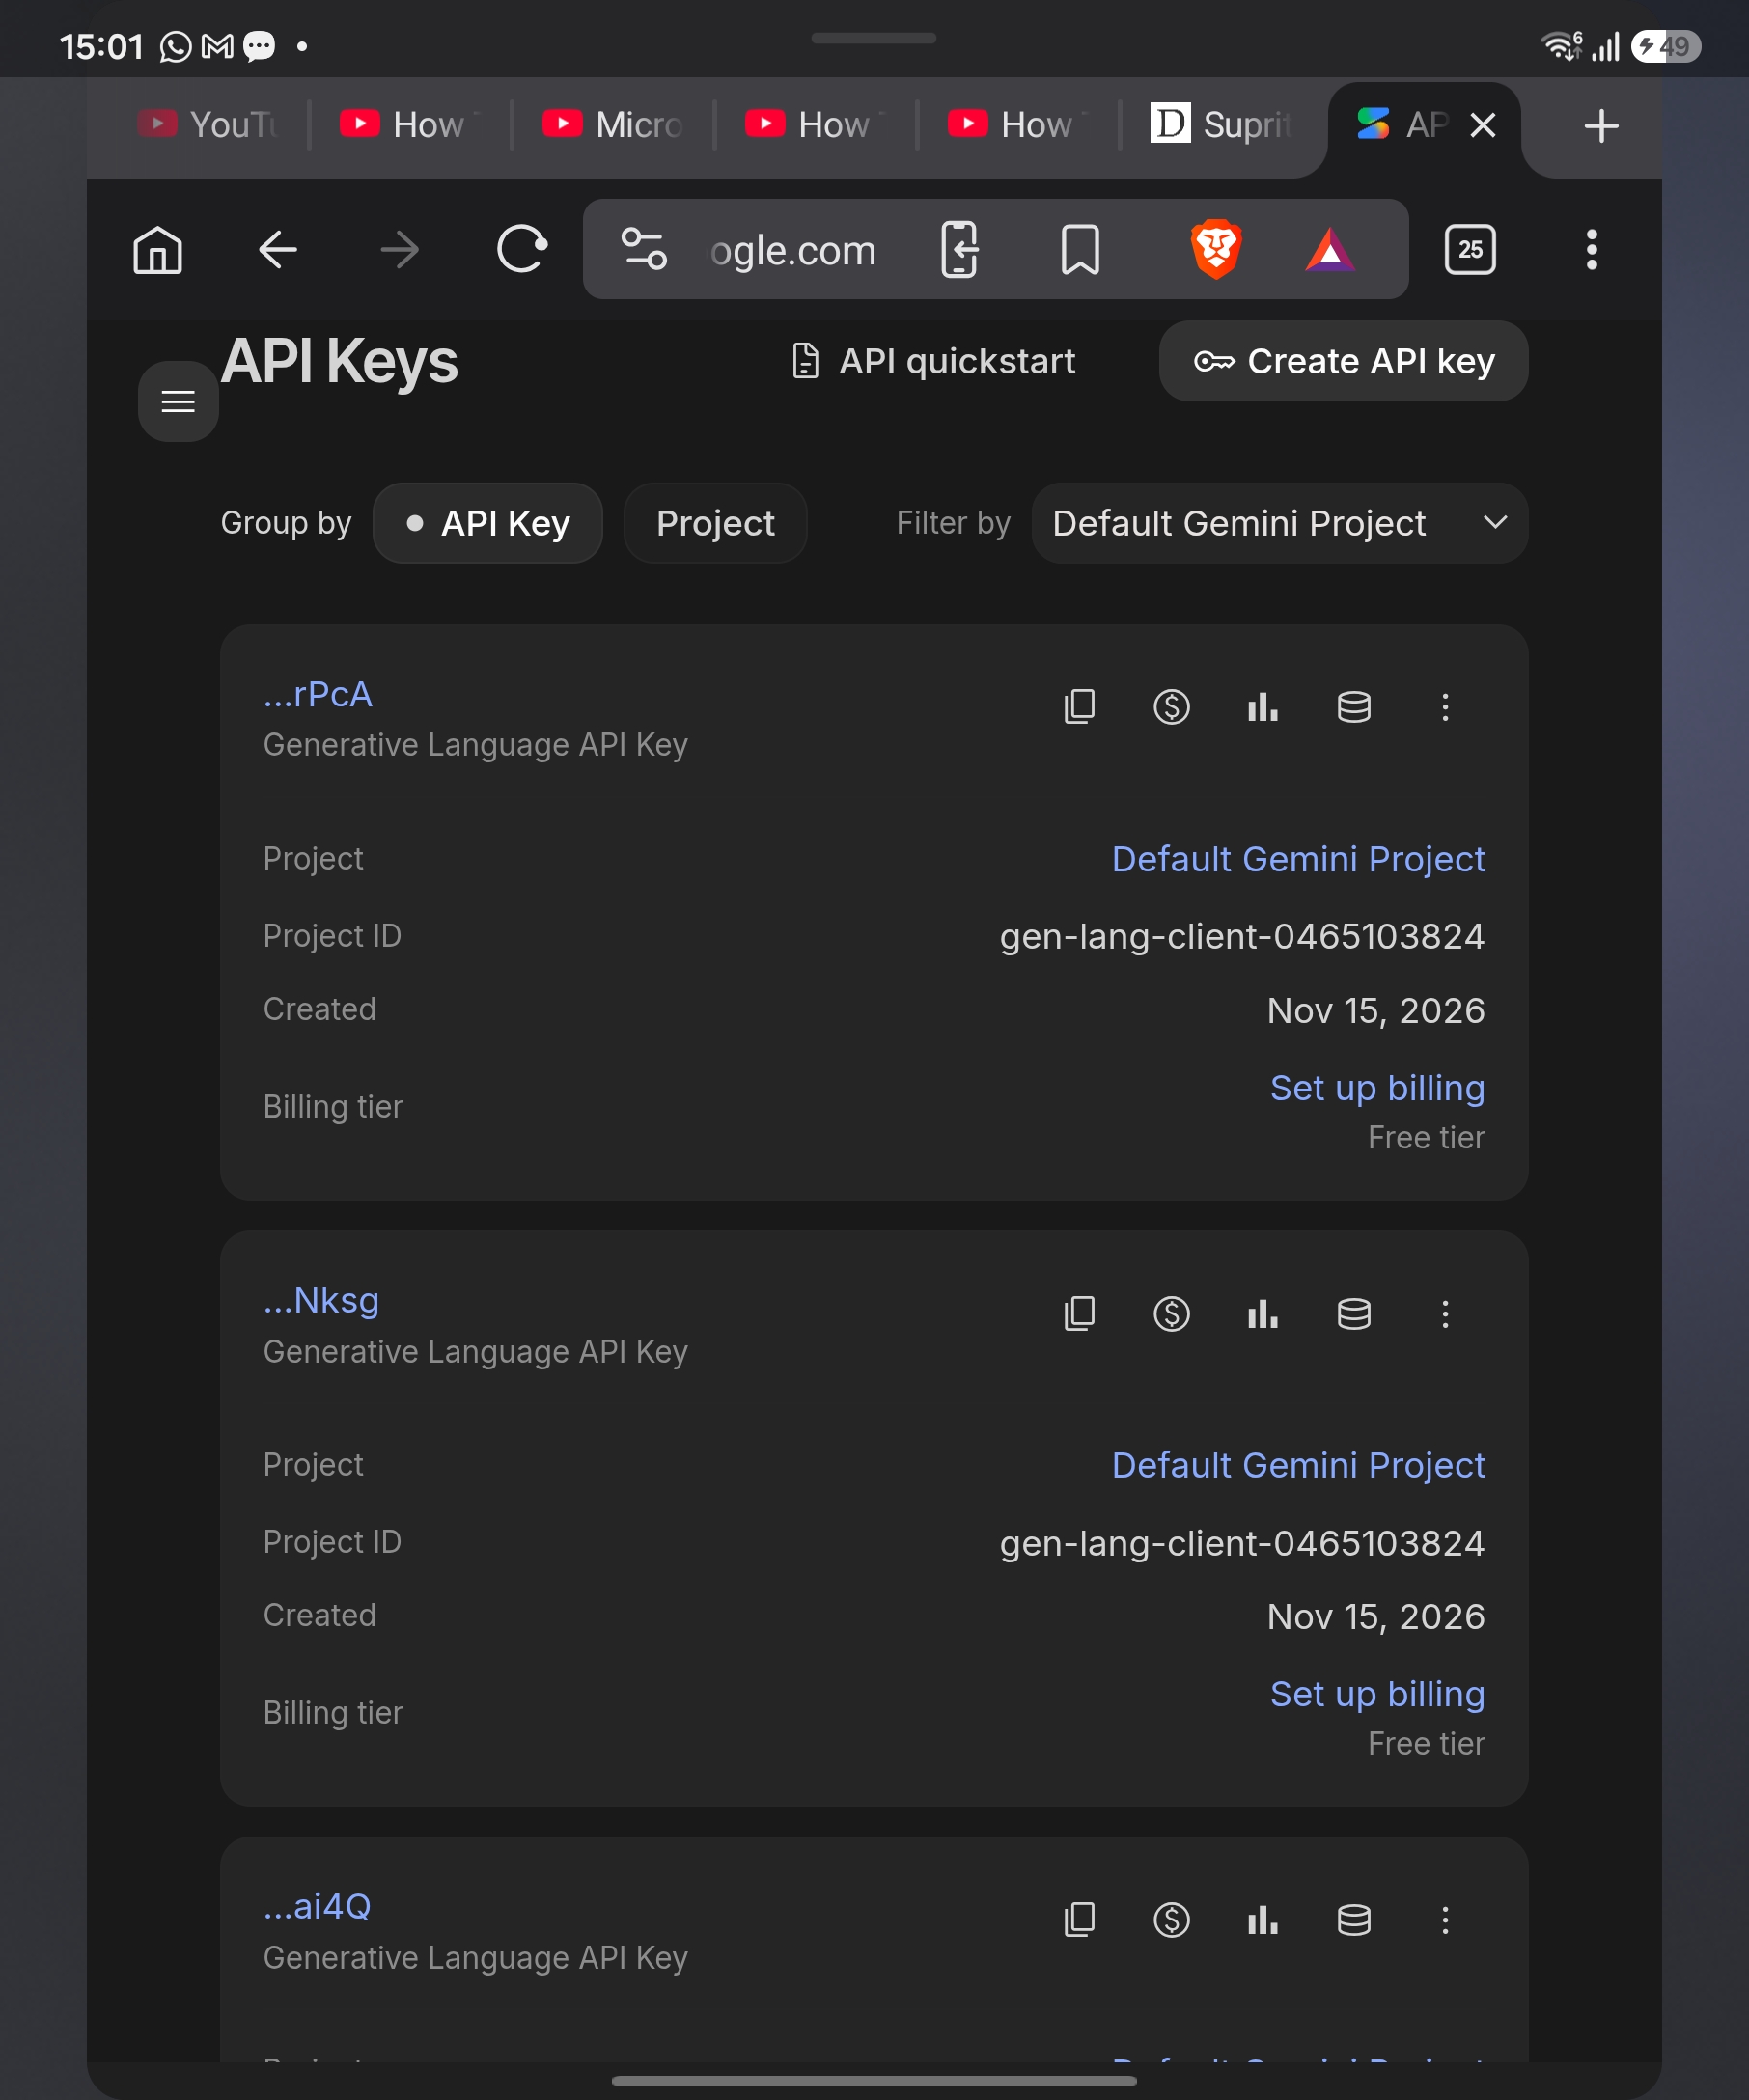 15:01
6
49
YouTu
How
Micro
How
How
Suprit
AP
ogle.com
25
API Keys
API quickstart
Create API key
Group by
API Key
Project
Filter by
Default Gemini Project
...rPcA
Generative Language API Key
Project
Default Gemini Project
Project ID
gen-lang-client-0465103824
Created
Nov 15, 2026
Billing tier
Set up billing
Free tier
...Nksg
Generative Language API Key
Project
Default Gemini Project
Project ID
gen-lang-client-0465103824
Created
Nov 15, 2026
Billing tier
Set up billing
Free tier
...ai4Q
Generative Language API Key